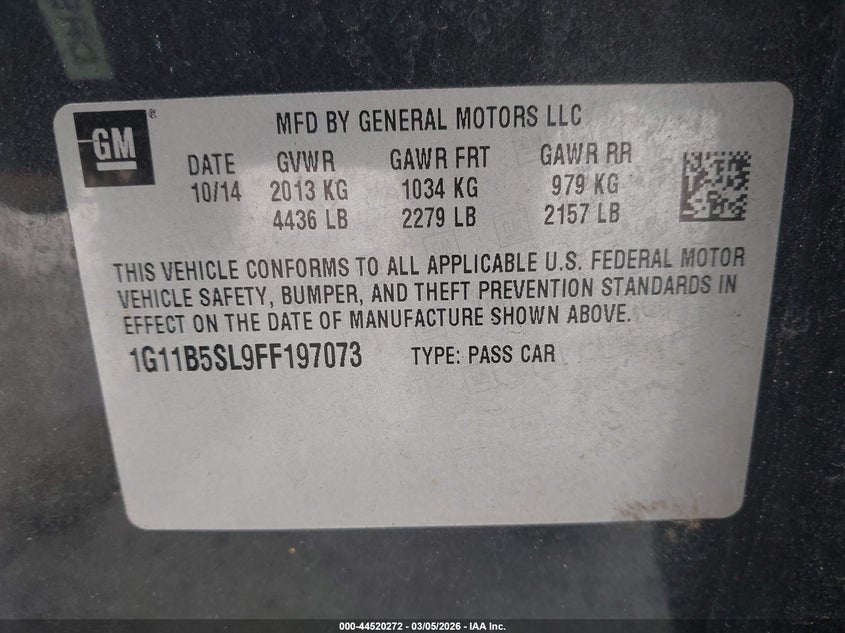 GM
MFD BY GENERAL MOTORS LLC
DATE GVWR GAWR FRT GAWR RR
10/14 2013 KG 1034 KG 979 KG
4436 LB 2279 LB 2157 LB
THIS VEHICLE CONFORMS TO ALL APPLICABLE U.S. FEDERAL MOTOR
VEHICLE SAFETY, BUMPER, AND THEFT PREVENTION STANDARDS IN
EFFECT ON THE DATE OF MANUFACTURE SHOWN ABOVE.
1G11B5SL9FF197073 TYPE: PASS CAR
000-44520272 — 03/05/2026 — IAA Inc.